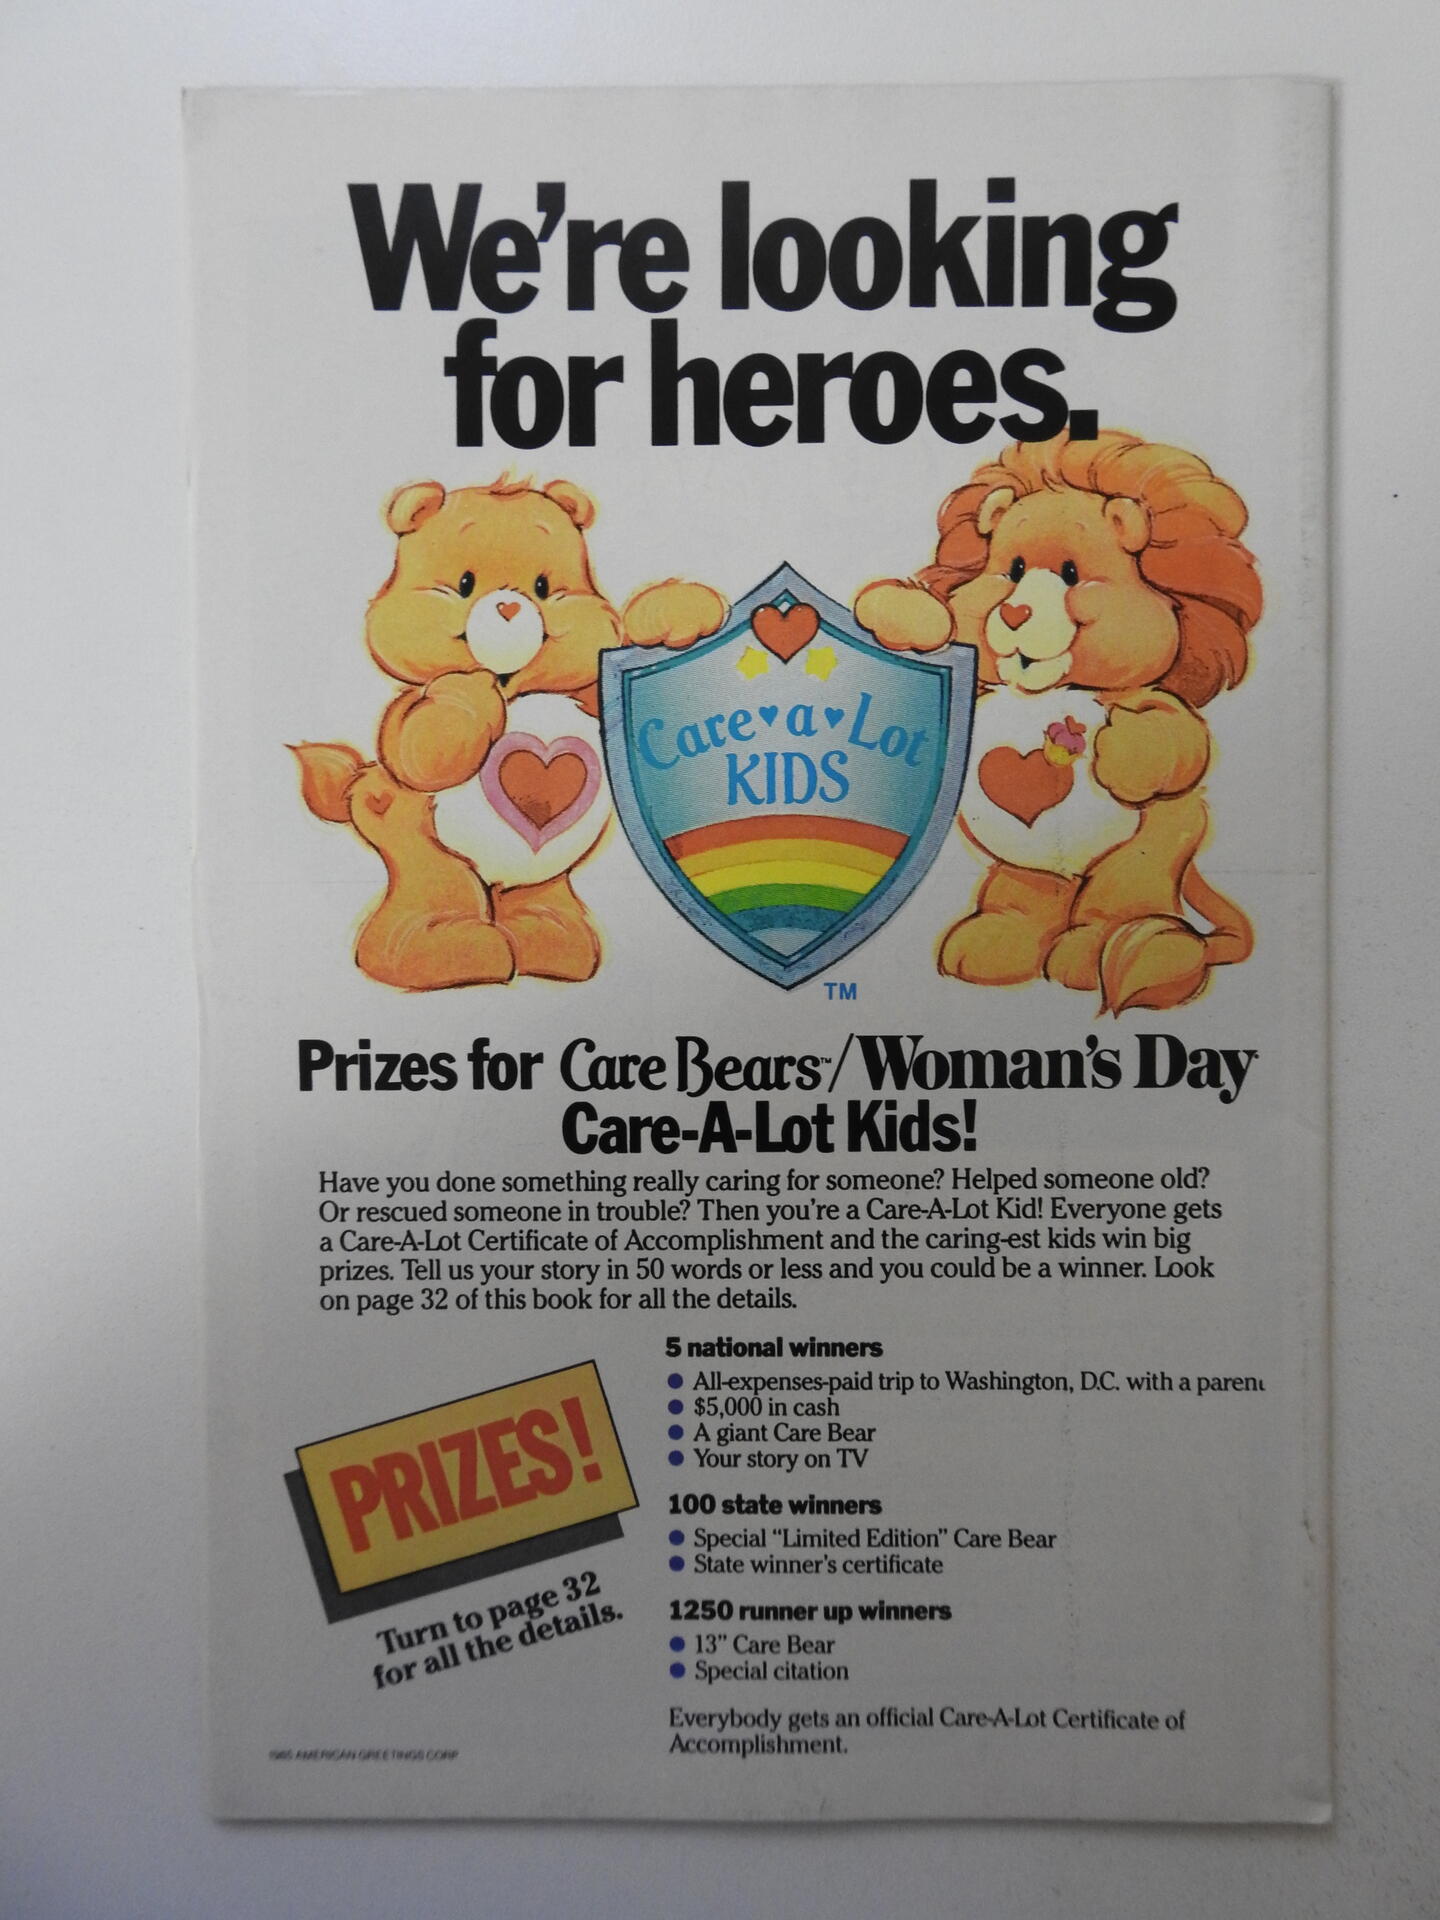 We're looking
for heroes.
Care♥a♥Lot
KIDS
TM
Prizes for Care Bears™/Woman's Day
Care-A-Lot Kids!
Have you done something really caring for someone? Helped someone old?
Or rescued someone in trouble? Then you're a Care-A-Lot Kid! Everyone gets
a Care-A-Lot Certificate of Accomplishment and the caring-est kids win big
prizes. Tell us your story in 50 words or less and you could be a winner. Look
on page 32 of this book for all the details.
PRIZES!
Turn to page 32
for all the details.
5 national winners
● All-expenses-paid trip to Washington, D.C. with a parent
● $5,000 in cash
● A giant Care Bear
● Your story on TV
100 state winners
● Special “Limited Edition” Care Bear
● State winner's certificate
1250 runner up winners
● 13” Care Bear
● Special citation
Everybody gets an official Care-A-Lot Certificate of
Accomplishment.
1985 AMERICAN GREETINGS CORP